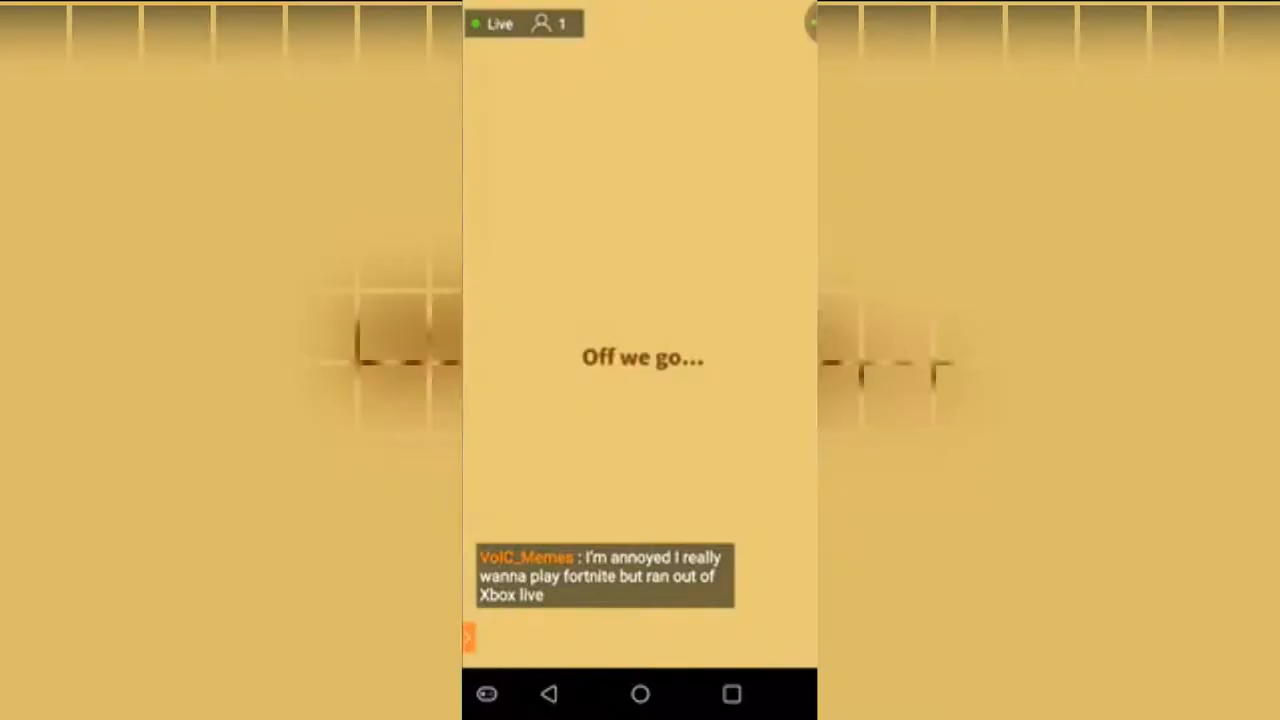 Live 1
Off we go...
VolC_Memes : I'm annoyed I really
wanna play fortnite but ran out of
Xbox live